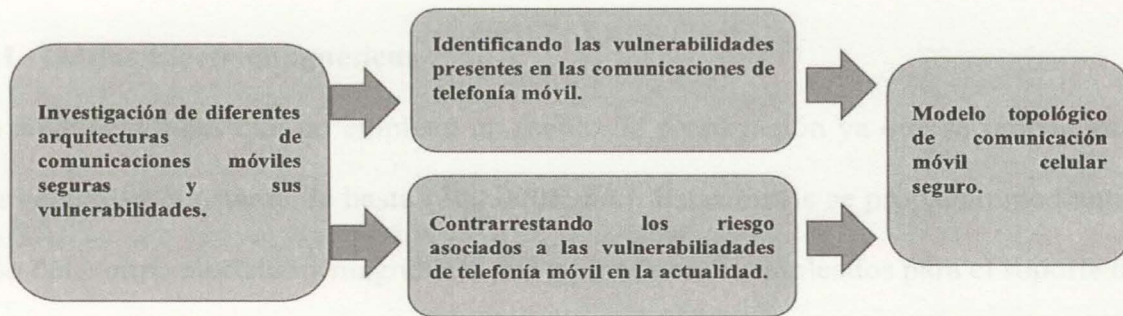 Identificando las vulnerabilidades
presentes en las comunicaciones de
telefonía móvil.
Investigación de diferentes
arquitecturas de
comunicaciones móviles
seguras y sus
vulnerabilidades.
Modelo topológico
de comunicación
móvil celular
seguro.
Contrarrestando los riesgo
asociados a las vulnerabiliadades
de telefonía móvil en la actualidad.